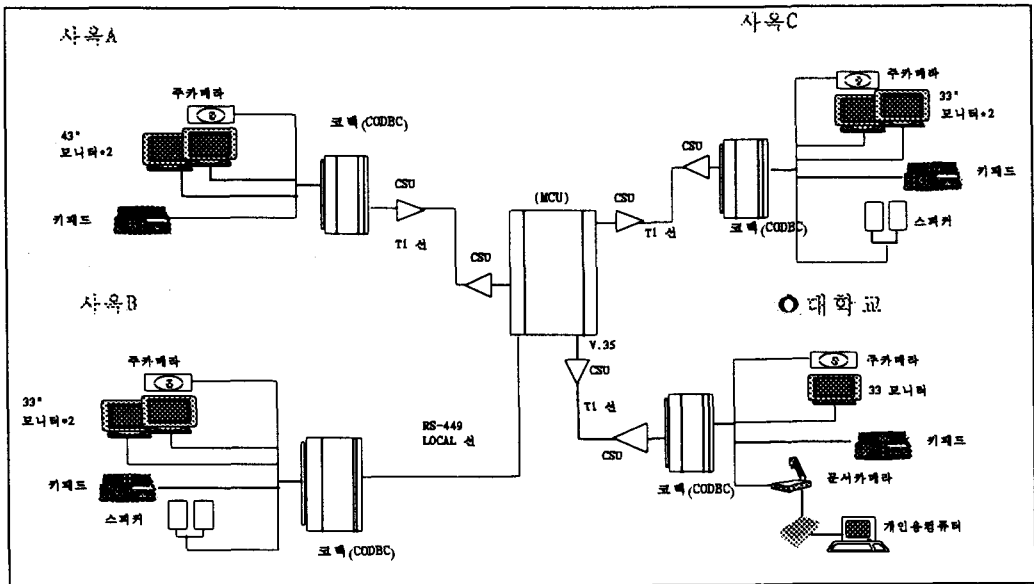 사옥A
주카메라
43"
모니터*2
키패드
코덱(CODBC)
CSU
T1 선
CSU
(MCU)
CSU
T1 선
사옥C
주카메라
33"
모니터*2
CSU
키패드
스피커
코덱(CODBC)
사옥B
주카메라
33"
모니터*2
키패드
스피커
코덱(CODBC)
RS-449
LOCAL 선
V.35
CSU
T1 선
CSU
O대학교
주카메라
33 모니터
키패드
문서카메라
개인용컴퓨터
코덱(CODBC)